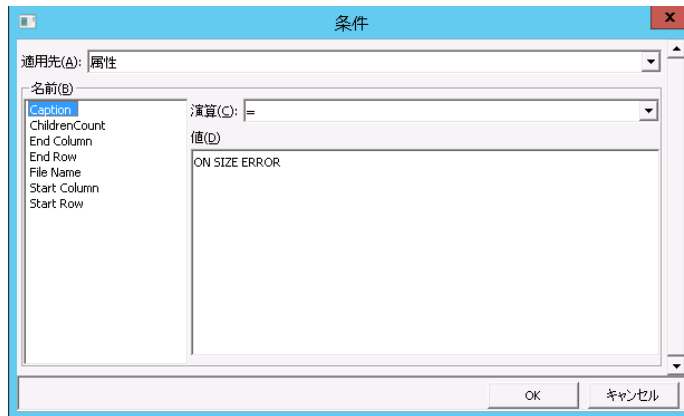 条件
x
適用先(A): 属性
名前(B)
Caption
ChildrenCount
End Column
End Row
File Name
Start Column
Start Row
演算(C): =
値(D)
ON SIZE ERROR
OK
キャンセル